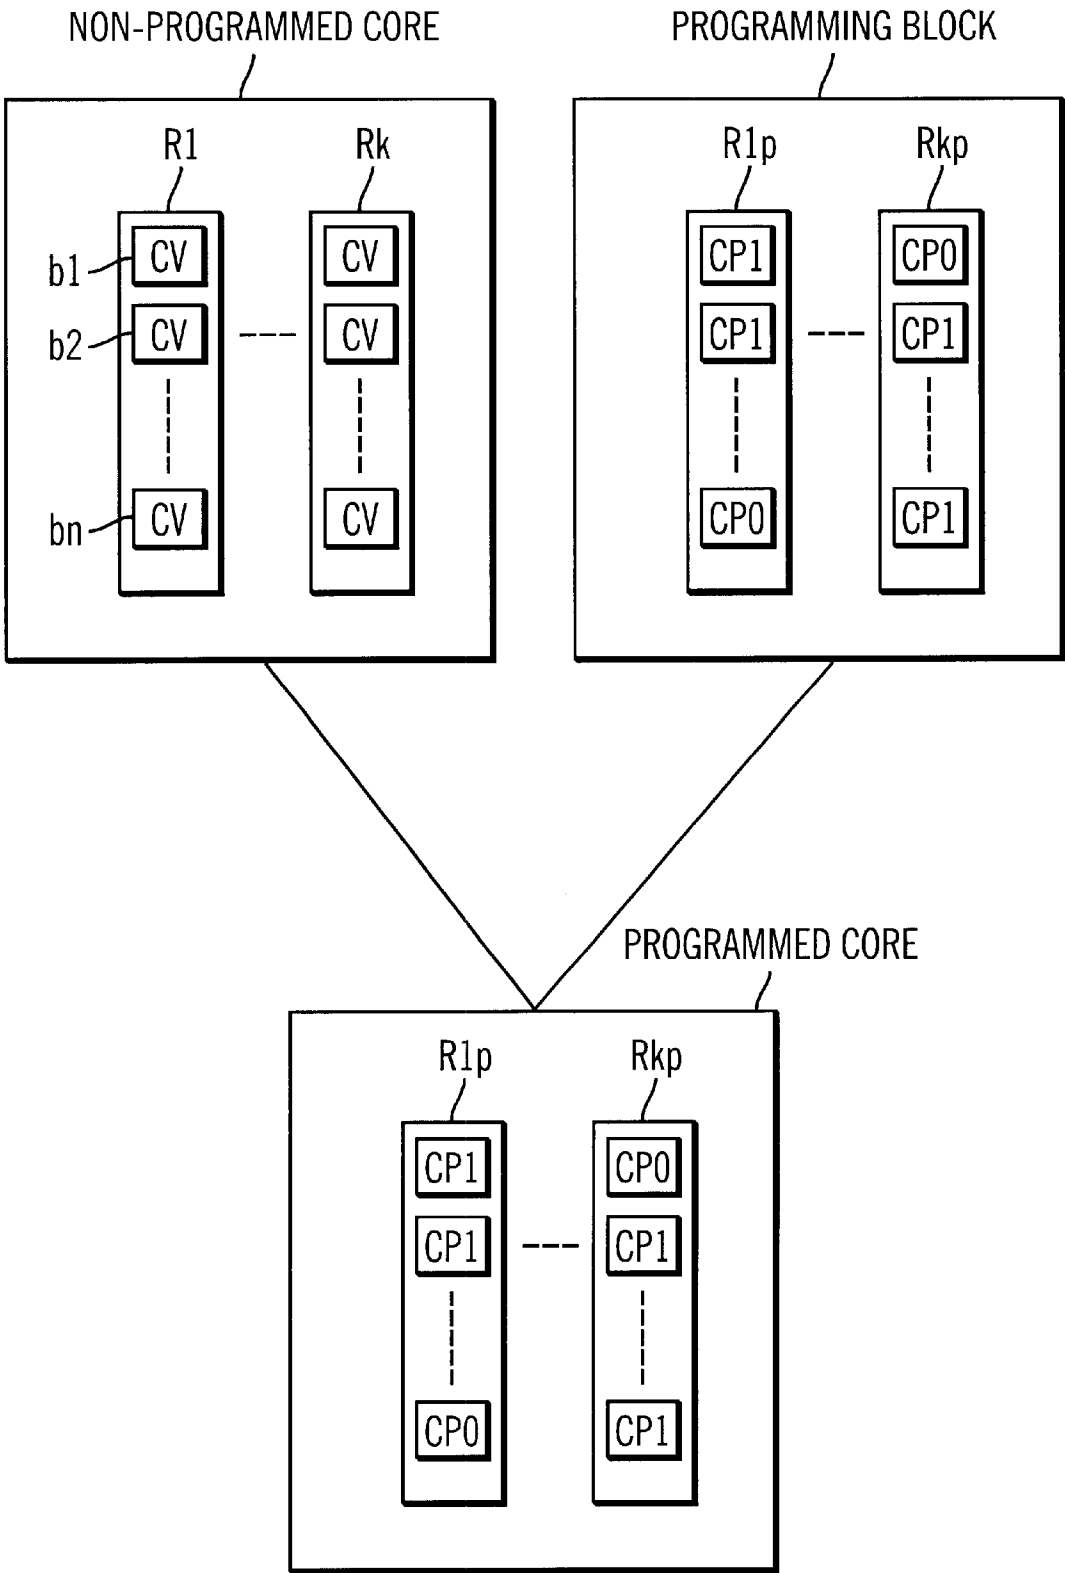 NON-PROGRAMMED CORE
PROGRAMMING BLOCK
R1
Rk
R1p
Rkp
b1
CV
CV
CP1
CP0
b2
CV
CV
CP1
CP1
bn
CV
CV
CP0
CP1
PROGRAMMED CORE
R1p
Rkp
CP1
CP0
CP1
CP1
CP0
CP1